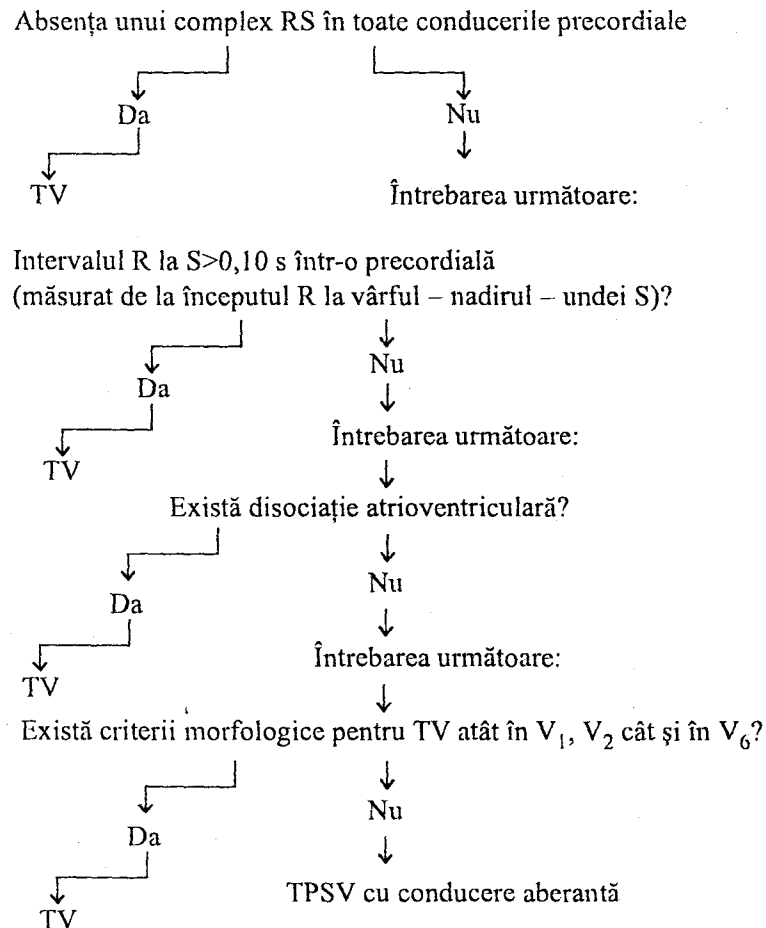 Absența unui complex RS în toate conducerile precordiale
Da
Nu
TV
Întrebarea următoare:
Intervalul R la S>0,10 s într-o precordială
(măsurat de la începutul R la vârful – nadirul – undei S)?
Nu
Da
Întrebarea următoare:
TV
Există disociație atrioventriculară?
Nu
Da
Întrebarea următoare:
TV
Există criterii morfologice pentru TV atât în V₁, V₂ cât și în V₆?
Nu
Da
TPSV cu conducere aberantă
TV